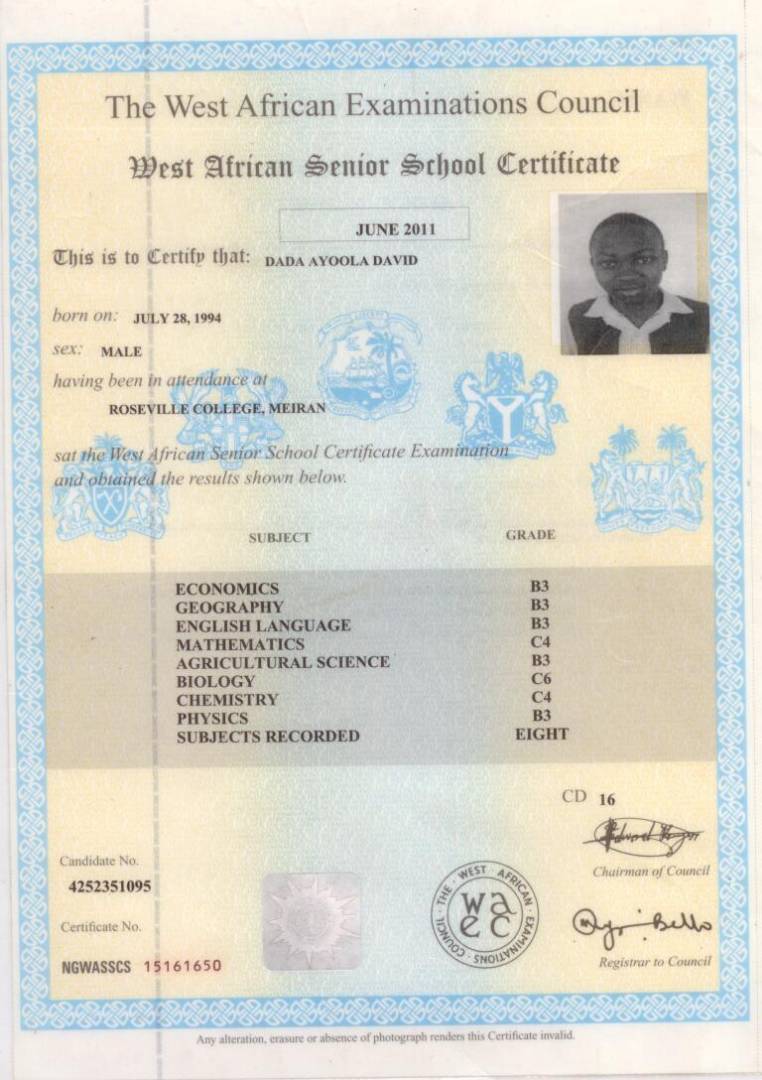 The West African Examinations Council
West African Senior School Certificate
JUNE 2011
This is to Certify that: DADA AYOOLA DAVID
born on: JULY 28, 1994
sex: MALE
having been in attendance at
ROSEVILLE COLLEGE, MEIRAN
sat the West African Senior School Certificate Examination
and obtained the results shown below.
SUBJECT GRADE
ECONOMICS B3
GEOGRAPHY B3
ENGLISH LANGUAGE B3
MATHEMATICS C4
AGRICULTURAL SCIENCE B3
BIOLOGY C6
CHEMISTRY C4
PHYSICS B3
SUBJECTS RECORDED EIGHT
CD 16
Chairman of Council
Candidate No.
4252351095
Certificate No.
NGWASSCS 15161650
THE · WEST · AFRICAN · EXAMINATIONS · COUNCIL
wa
ec
Bello
Registrar to Council
Any alteration, erasure or absence of photograph renders this Certificate invalid.